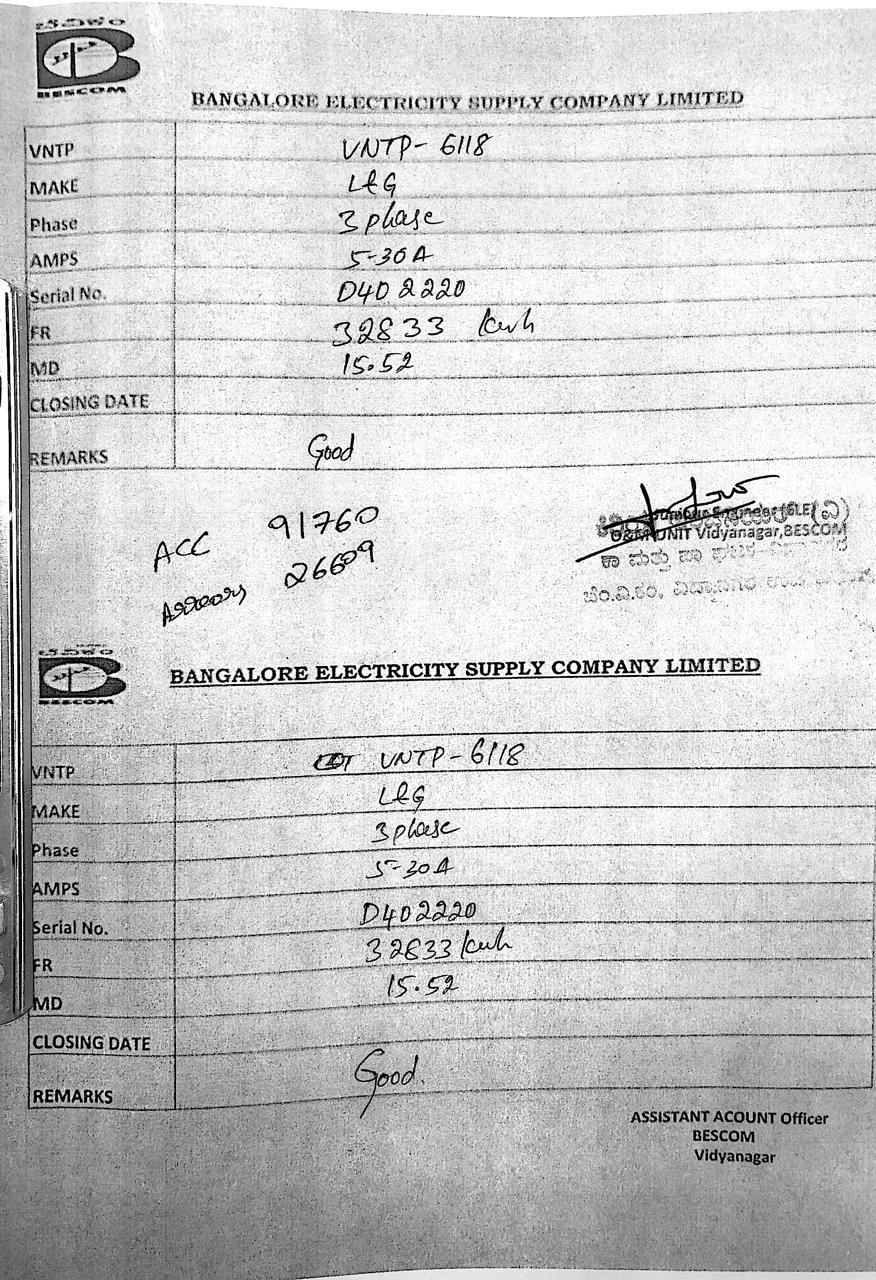 ಬೆವಿಕಂ
BESCOM
BANGALORE ELECTRICITY SUPPLY COMPANY LIMITED
VNTP VNTP- 6118
MAKE L&G
Phase 3 phase
AMPS 5-30A
Serial No. D402220
FR 32833 kwh
MD 15.52
CLOSING DATE
REMARKS Good
ACC 91760
26609
Engineer (ELE)
O&M UNIT Vidyanagar, BESCOM
ಬೆವಿಕಂ
BESCOM
BANGALORE ELECTRICITY SUPPLY COMPANY LIMITED
VNTP VNTP-6118
MAKE L&G
Phase 3 phase
AMPS 5-30A
Serial No. D402220
FR 32833 kwh
MD 15.52
CLOSING DATE
REMARKS Good.
ASSISTANT ACOUNT Officer
BESCOM
Vidyanagar